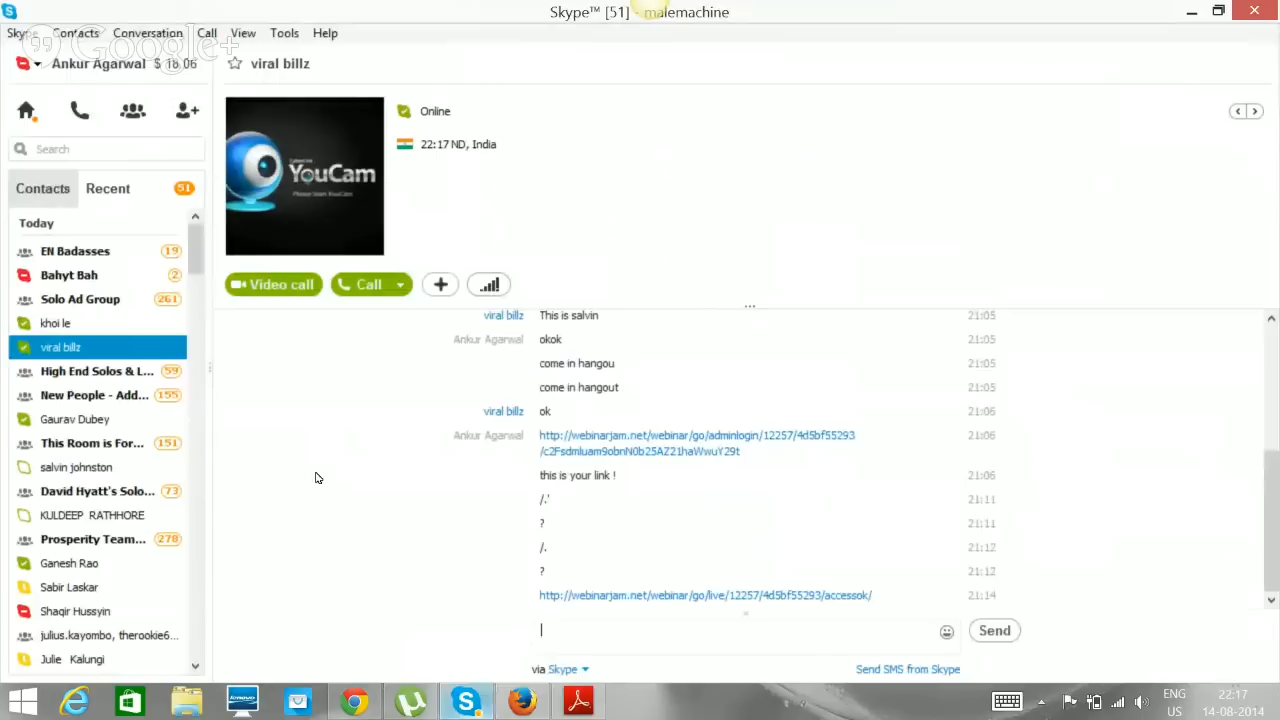 Skype™ [51] - malemachine
Skype Contacts Conversation Call View Tools Help
Google+
Ankur Agarwal $ 18.06
viral billz
Online
22:17 ND, India
YouCam
Search
Contacts Recent 51
Today
EN Badasses 19
Bahyt Bah 2
Solo Ad Group 261
khoi le
viral billz
High End Solos & L... 59
New People - Add... 155
Gaurav Dubey
This Room is For... 151
salvin johnston
David Hyatt's Solo... 73
KULDEEP RATHHORE
Prosperity Team... 278
Ganesh Rao
Sabir Laskar
Shaqir Hussyin
julius.kayombo, therookie6...
Julie Kalungi
Video call Call
viral billz This is salvin 21:05
Ankur Agarwal okok 21:05
come in hangou 21:05
come in hangout 21:05
viral billz ok 21:06
Ankur Agarwal http://webinarjam.net/webinar/go/adminlogin/12257/4d5bf55293 21:06
/c2Fsdmluam9obnN0b25AZ21haWwuY29t
this is your link ! 21:06
/.' 21:11
? 21:11
/. 21:12
? 21:12
http://webinarjam.net/webinar/go/live/12257/4d5bf55293/accessok/ 21:14
Send
via Skype Send SMS from Skype
lenovo
ENG 22:17
US 14-08-2014